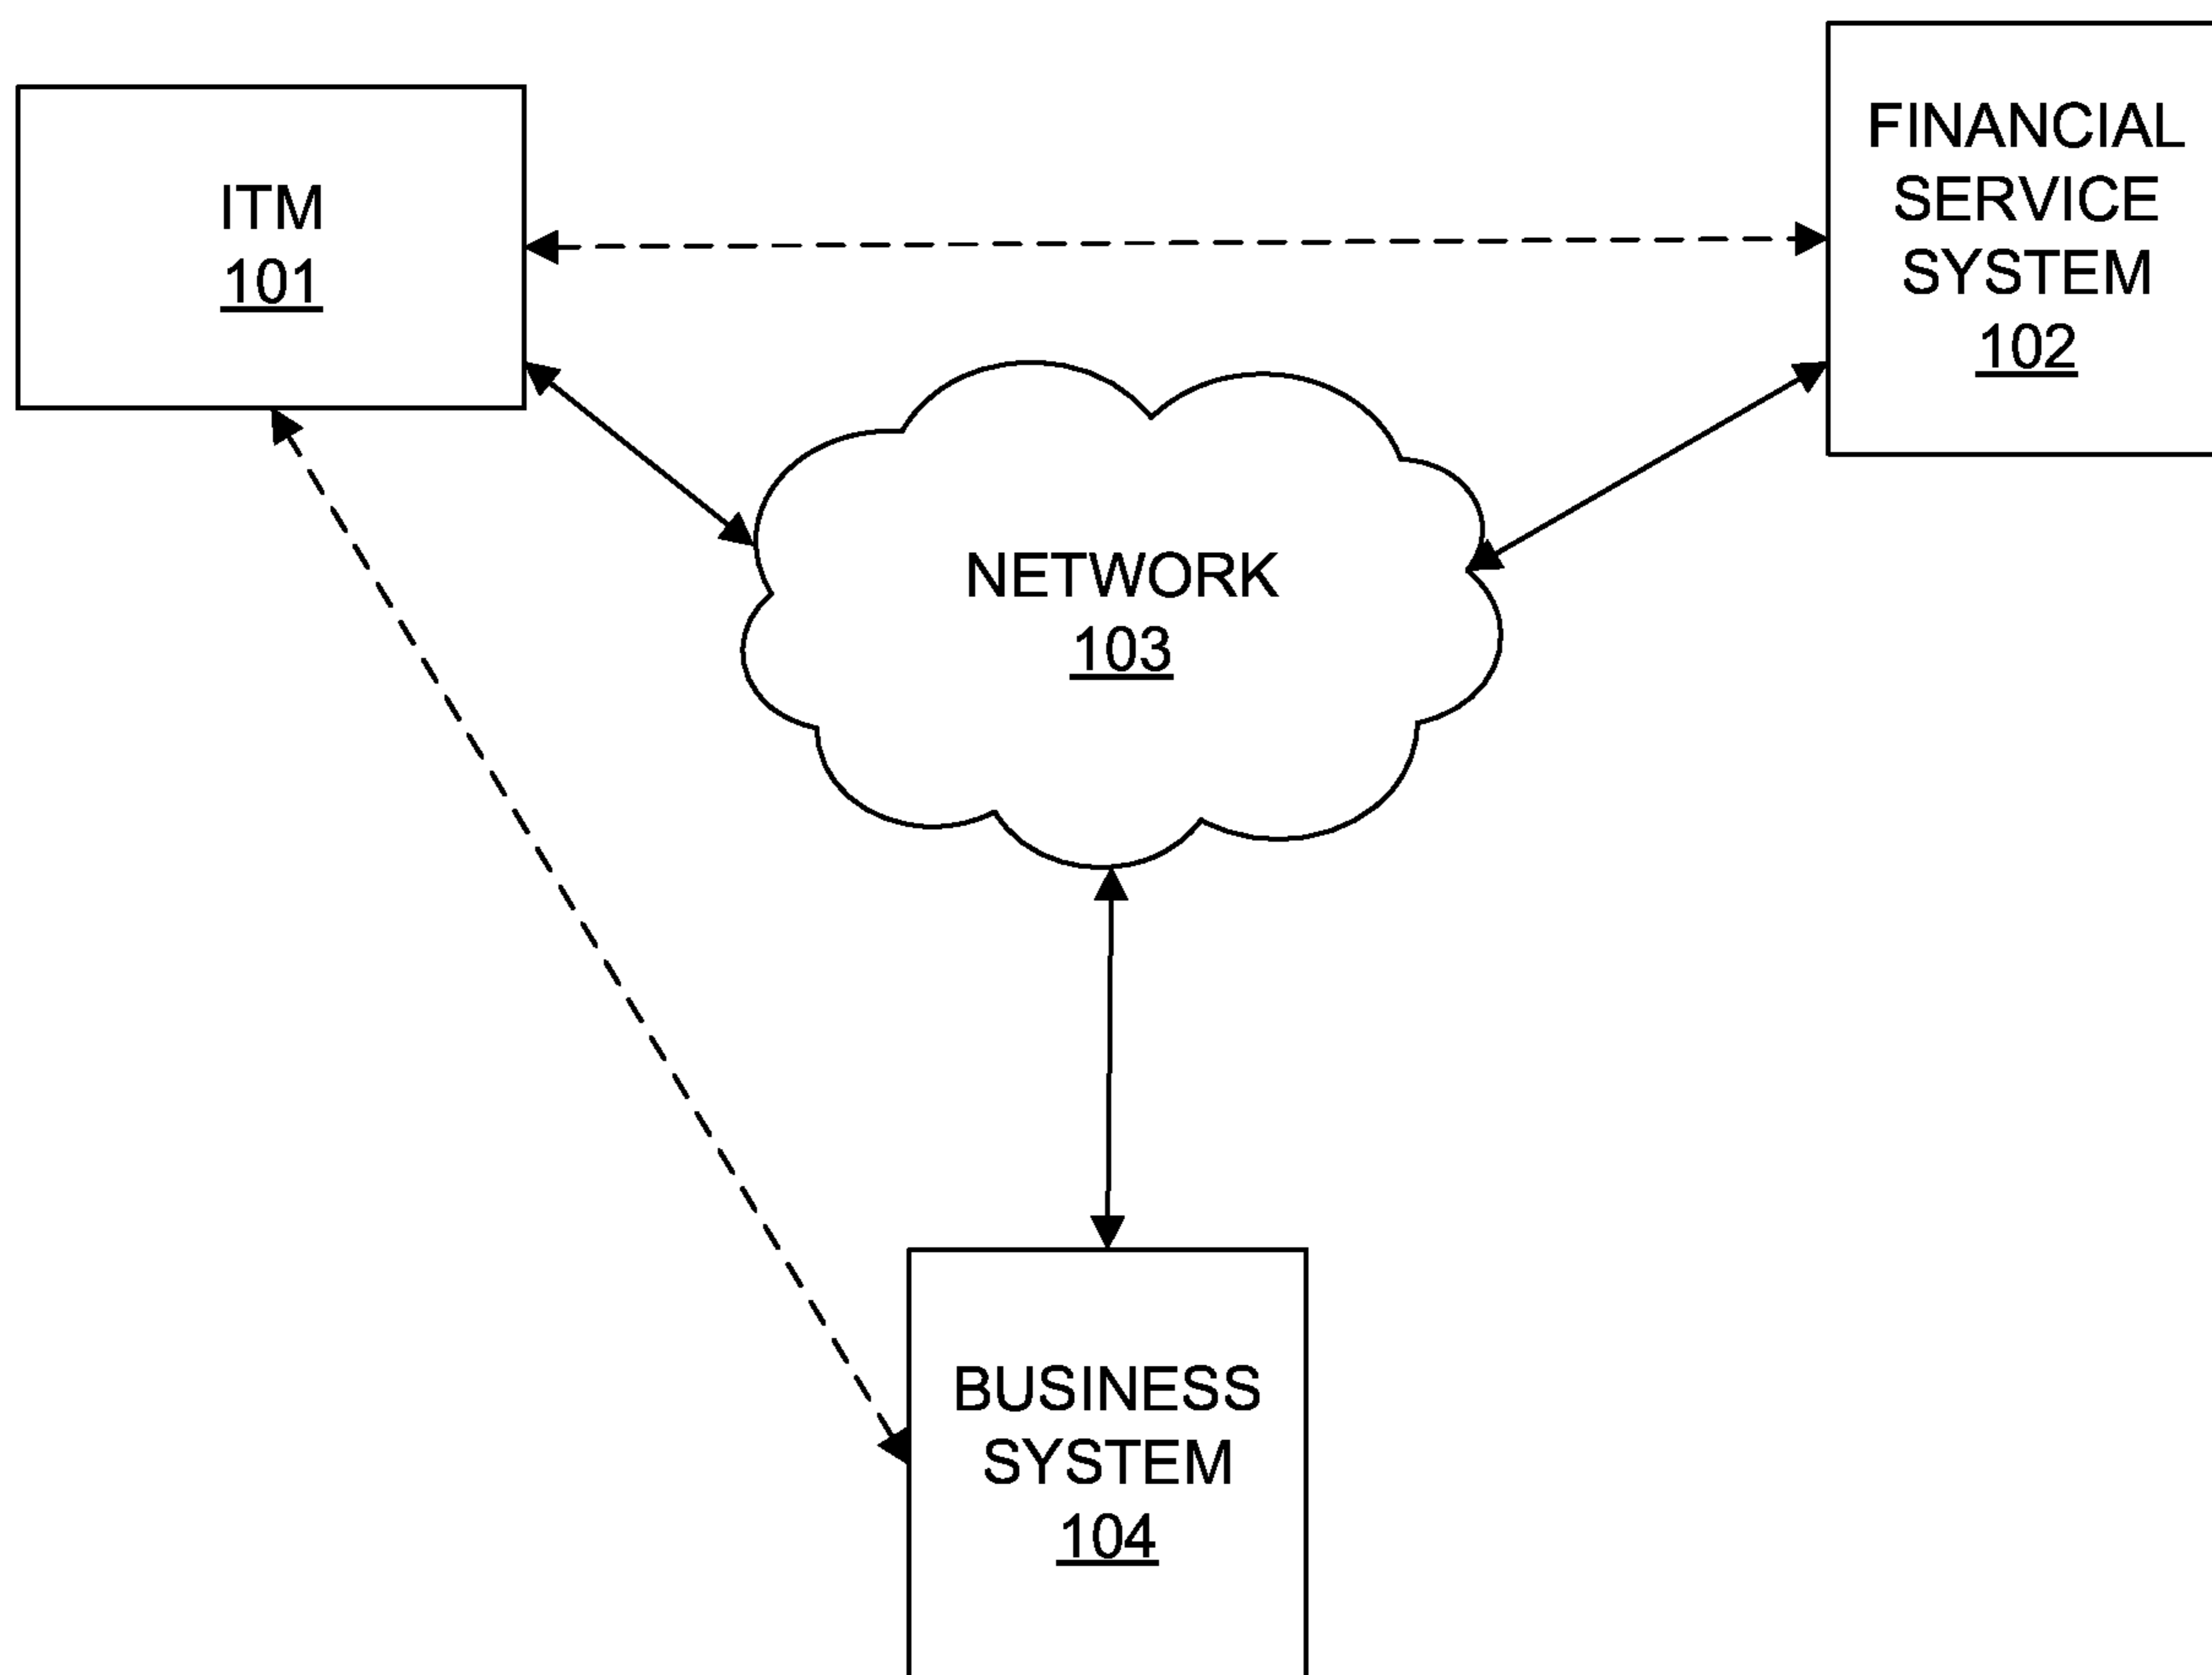 ITM
101
FINANCIAL
SERVICE
SYSTEM
102
NETWORK
103
BUSINESS
SYSTEM
104